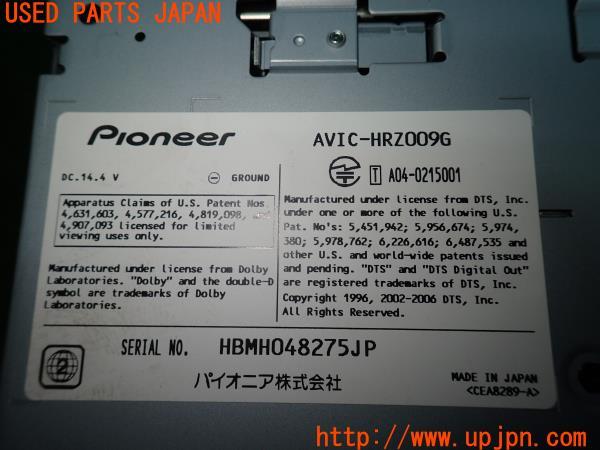 USED PARTS JAPAN
Pioneer
AVIC-HRZ009G
DC.14.4 V
GROUND
T A04-0215001
Apparatus Claims of U.S. Patent Nos.
4,631,603, 4,577,216, 4,819,098, and
4,907,093 licensed for limited
viewing uses only.
Manufactured under license from Dolby
Laboratories. "Dolby" and the double-D
symbol are trademarks of Dolby
Laboratories.
Manufactured under license from DTS, Inc.
under one or more of the following U.S.
Pat. No's: 5,451,942; 5,956,674; 5,974,
380; 5,978,762; 6,226,616; 6,487,535 and
other U.S. and world-wide patents issued
and pending. "DTS" and "DTS Digital Out"
are registered trademarks of DTS, Inc.
Copyright 1996, 2002-2006 DTS, Inc.
All Rights Reserved.
SERIAL NO. HBMH048275JP
2
パイオニア株式会社
MADE IN JAPAN
<CEA8289-A>
http://www.upjpn.com/